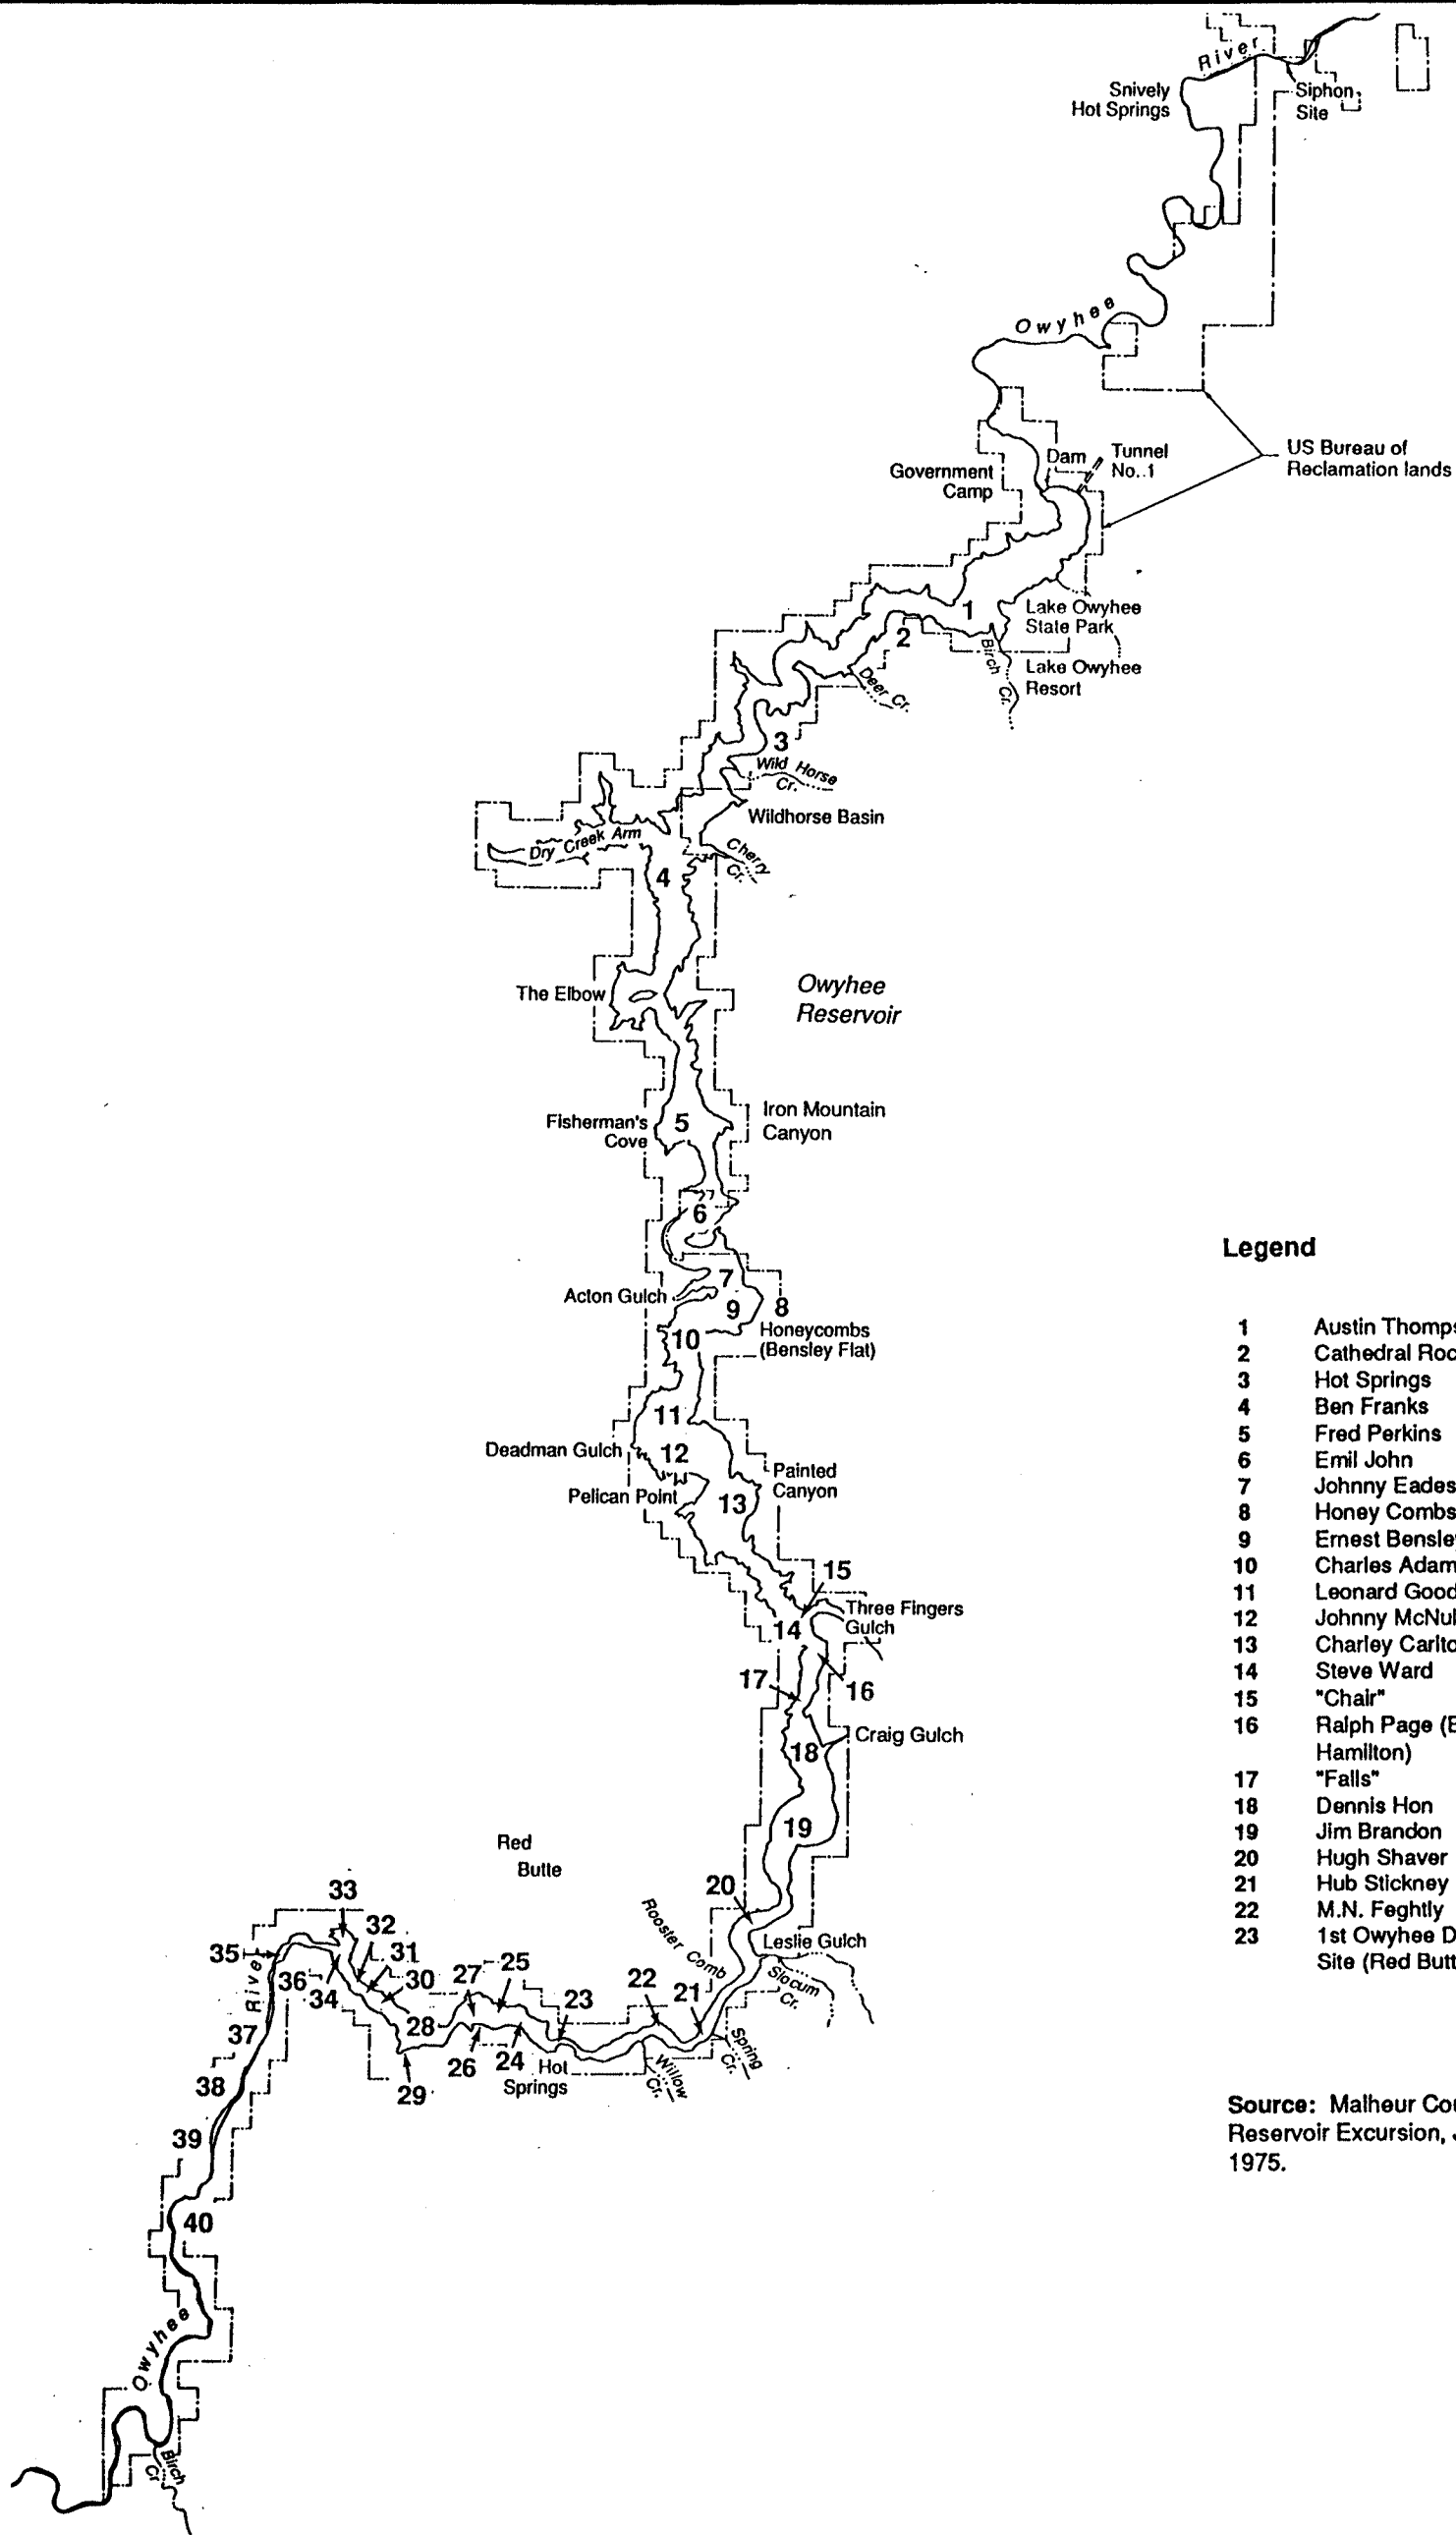 River
Snively
Hot Springs
Siphon
Site
Owyhee
US Bureau of
Reclamation lands
Dam
Tunnel
No. 1
Government
Camp
1
Lake Owyhee
State Park
2
Birch Cr.
Lake Owyhee
Resort
Deer Cr.
3
Wild Horse
Cr.
Wildhorse Basin
Dry Creek Arm
Cherry
Cr.
4
The Elbow
Owyhee
Reservoir
Fisherman's
Cove
5
Iron Mountain
Canyon
6
7
Acton Gulch
9
8
Honeycombs
(Bensley Flat)
10
11
Deadman Gulch
12
Painted
Canyon
Pelican Point
13
15
Three Fingers
Gulch
14
17
16
Craig Gulch
18
19
Red
Butte
20
Rooster Comb
Leslie Gulch
Slocum
Cr.
33
32
31
30
35
36
34
River
27
25
28
26
24
23
22
21
Hot
Springs
Willow
Cr.
Spring
Cr.
29
37
38
39
40
Owyhee
Birch
Cr
Legend
1 Austin
2 Cathedral
3 Hot Springs
4 Ben Franks
5 Fred Perkins
6 Emil John
7 Johnny Eades
8 Honey Combs
9 Ernest
10 Charles
11 Leonard
12 Johnny
13 Charley
14 Steve Ward
15 "Chair"
16 Ralph Page
Hamilton)
17 "Falls"
18 Dennis Hon
19 Jim Brandon
20 Hugh Shaver
21 Hub Stickney
22 M.N. Feghtly
23 1st Owyhee
Site (Red
Source: Malheur
Reservoir Excursion,
1975.